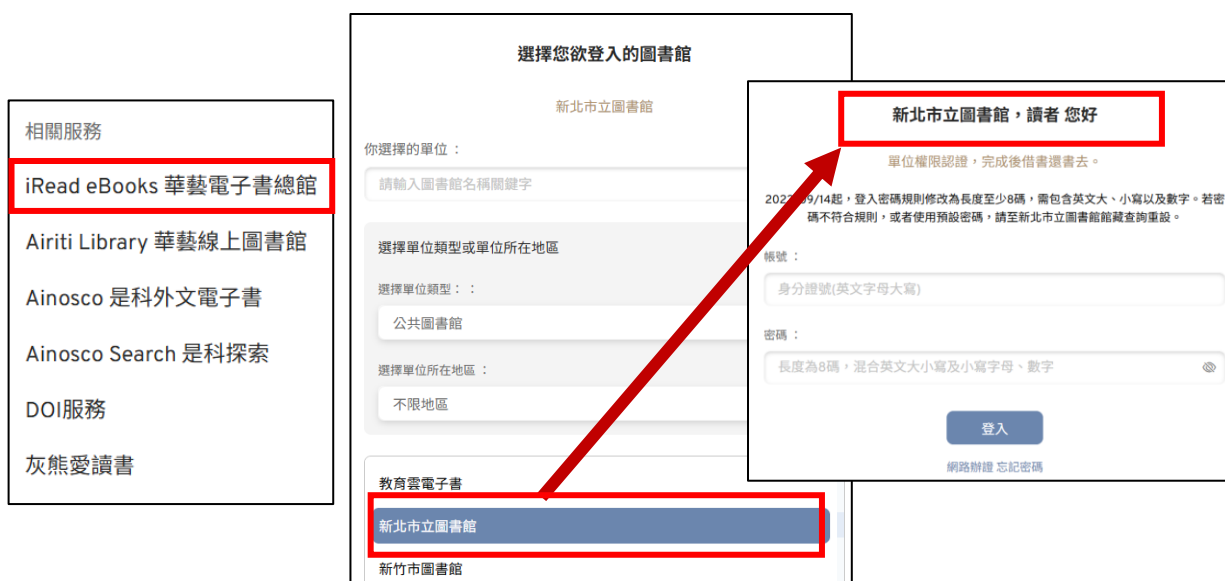 相關服務
iRead eBooks 華藝電子書總館
Airiti Library 華藝線上圖書館
Ainosco 是科外文電子書
Ainosco Search 是科探索
DOI服務
灰熊愛讀書
選擇您欲登入的圖書館
新北市立圖書館
你選擇的單位：
請輸入圖書館名稱關鍵字
選擇單位類型或單位所在地區
選擇單位類型：：
公共圖書館
選擇單位所在地區：
不限地區
教育雲電子書
新北市立圖書館
新竹市圖書館
新北市立圖書館，讀者 您好
單位權限認證，完成後借書還書去。
09/14起，登入密碼規則修改為長度至少8碼，需包含英文大、小寫以及數字。若密
碼不符合規則，或者使用預設密碼，請至新北市立圖書館館藏查詢重設。
帳號：
身分證號(英文字母大寫)
密碼：
長度為8碼，混合英文大小寫及小寫字母、數字
登入
網路辦證 忘記密碼